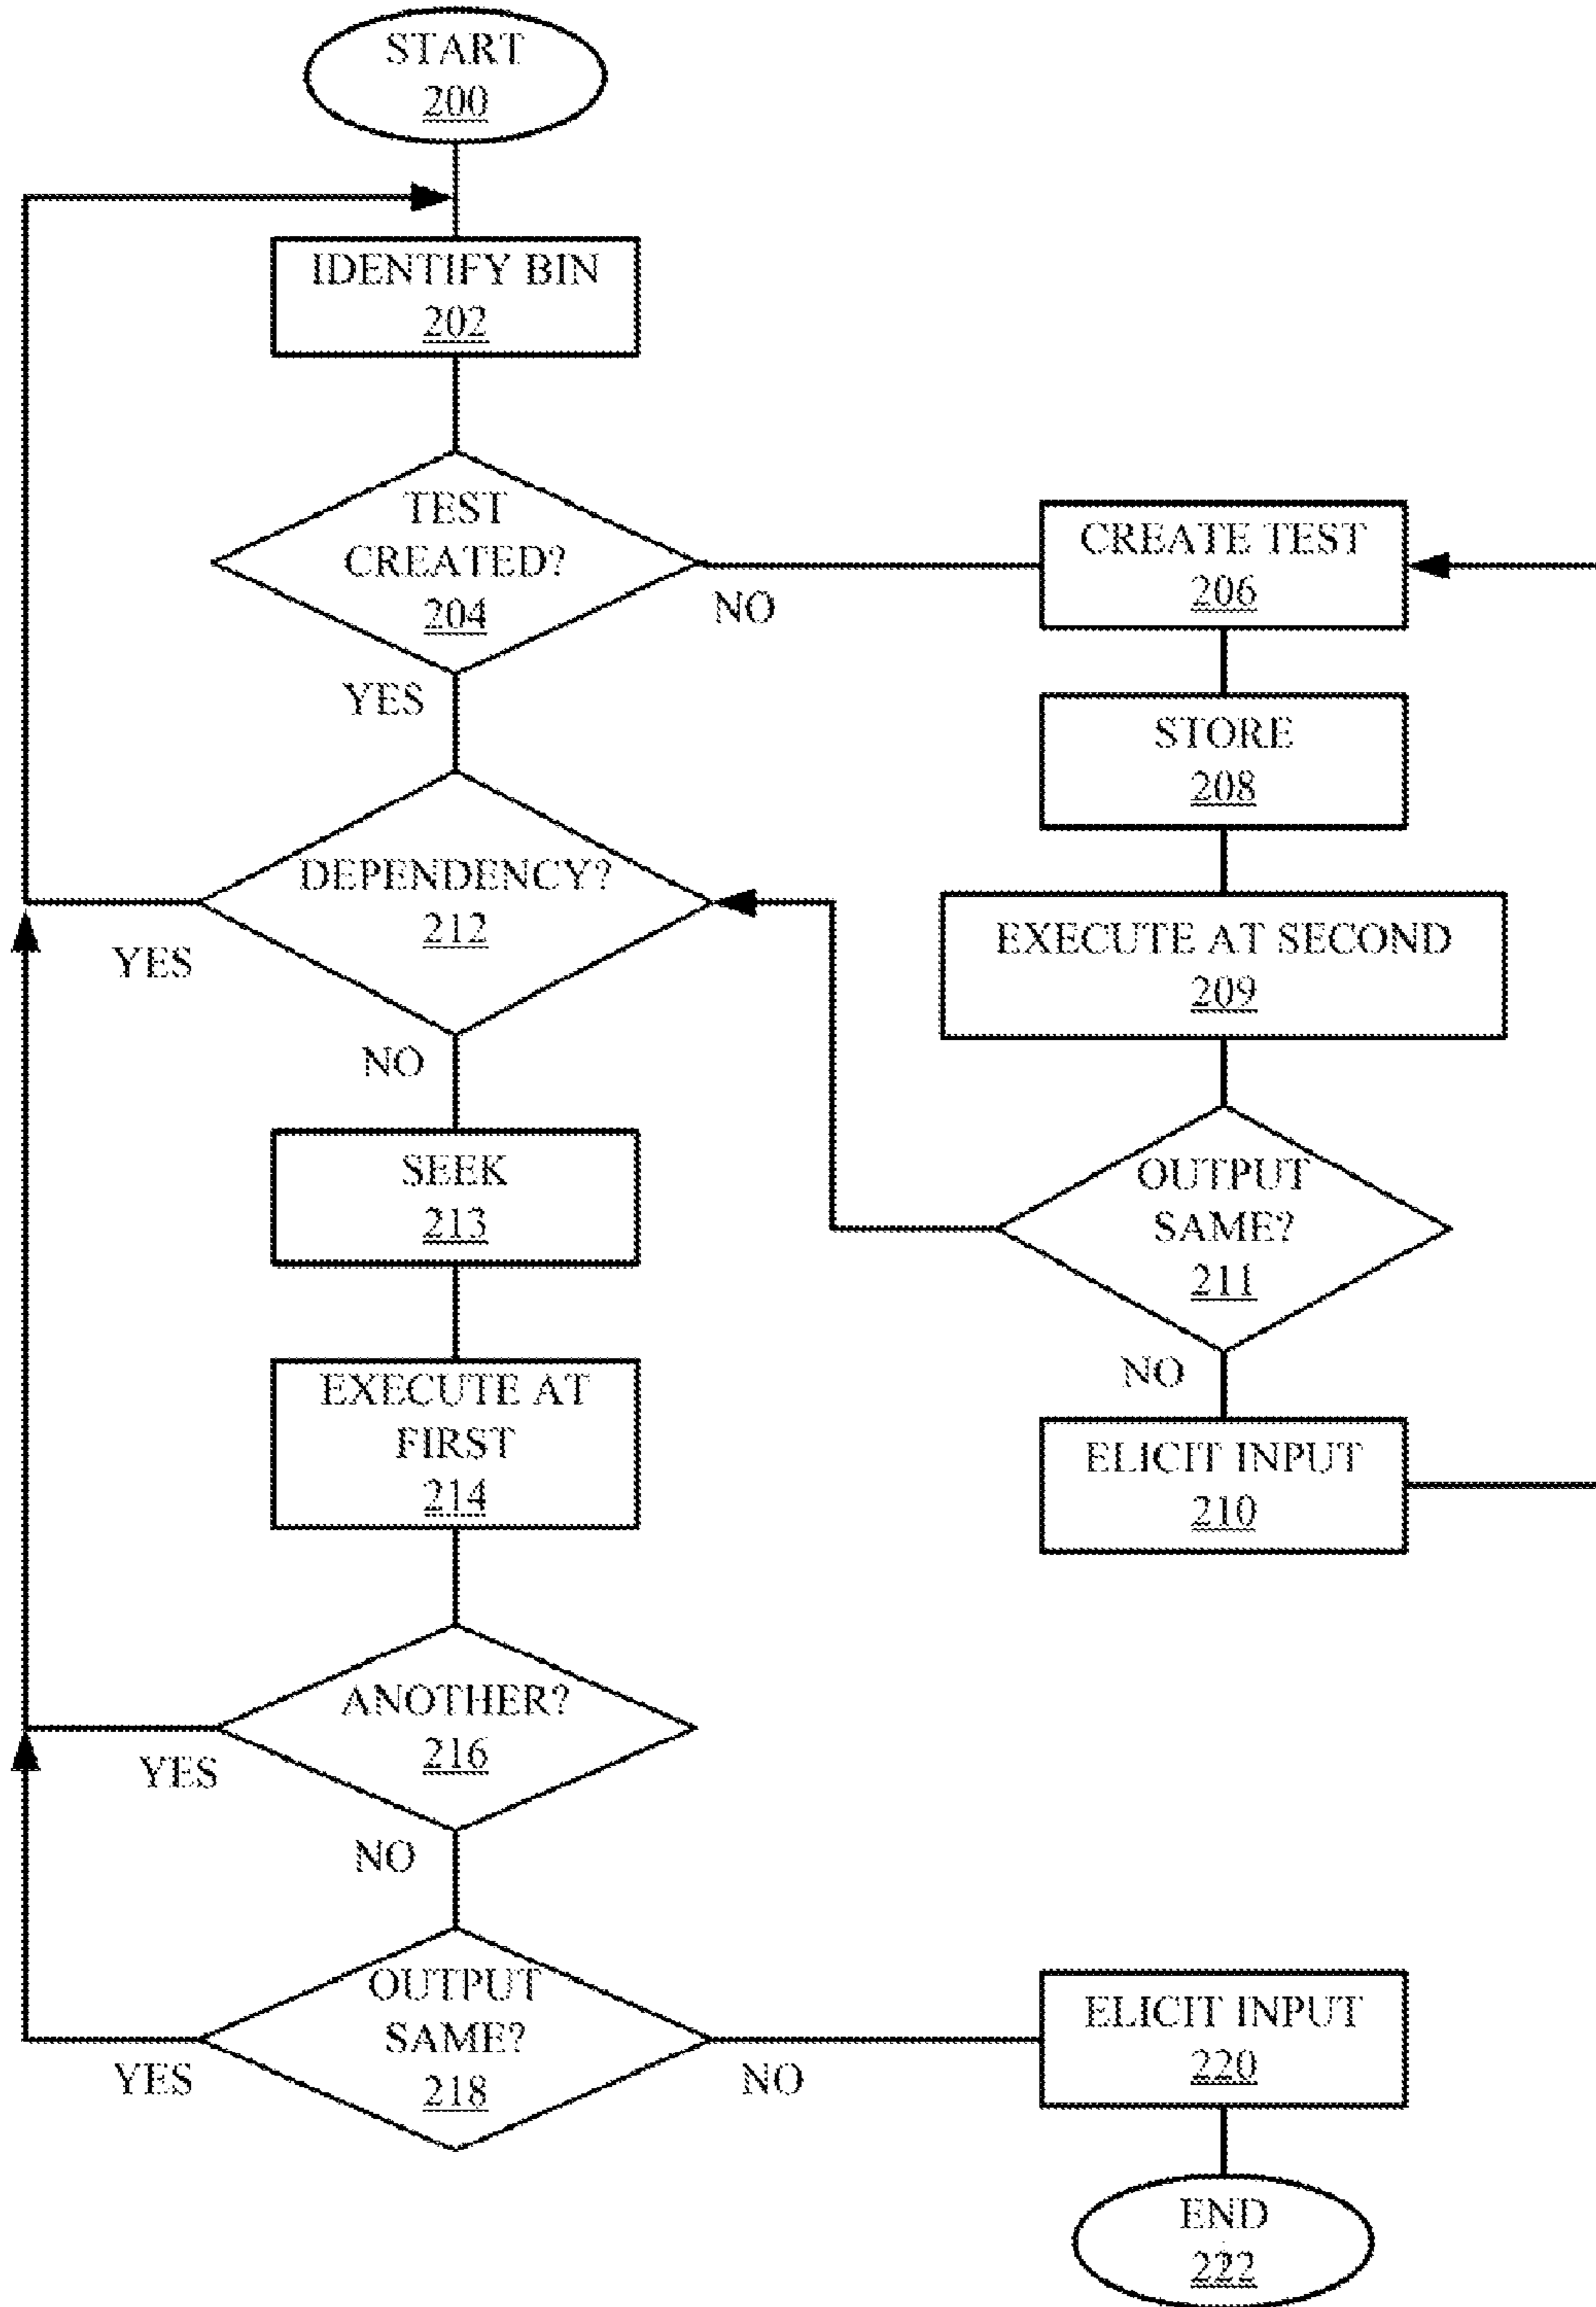 START
200
IDENTIFY BIN
202
TEST
CREATED?
204
NO
YES
CREATE TEST
206
STORE
208
DEPENDENCY?
212
YES
NO
EXECUTE AT SECOND
209
SEEK
213
OUTPUT
SAME?
211
NO
EXECUTE AT
FIRST
214
ELICIT INPUT
210
ANOTHER?
216
YES
NO
OUTPUT
SAME?
218
YES
NO
ELICIT INPUT
220
END
222